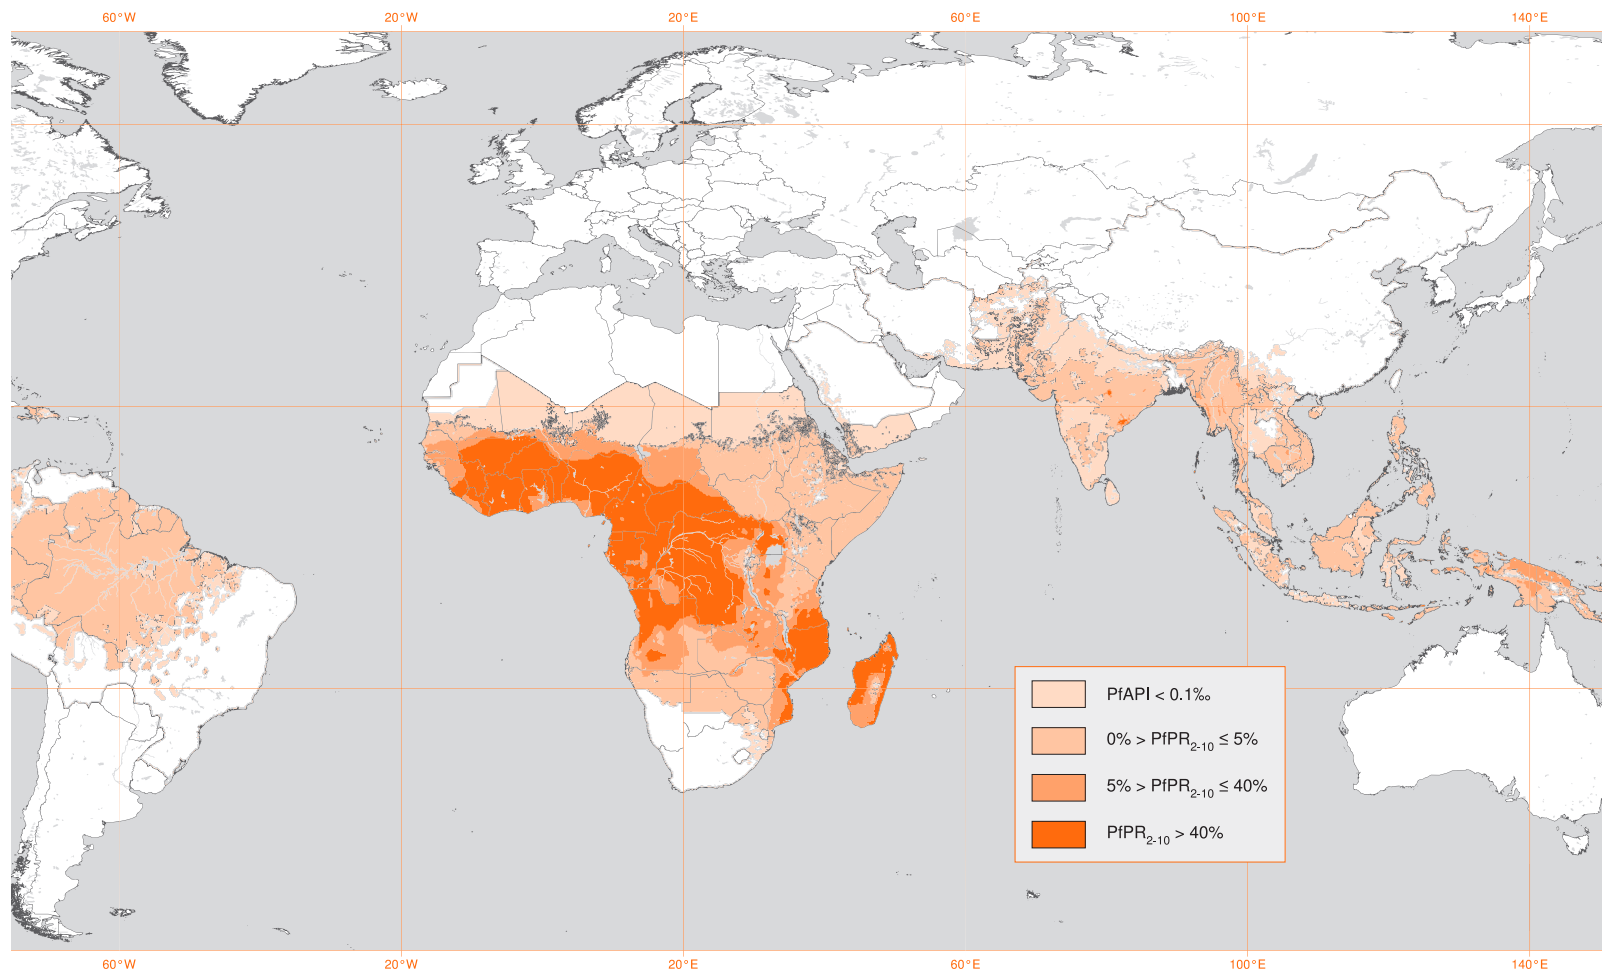 60°W 20°W 20°E 60°E 100°E 140°E
PfAPI < 0.1‰
0% > PfPR₂₋₁₀ ≤ 5%
5% > PfPR₂₋₁₀ ≤ 40%
PfPR₂₋₁₀ > 40%
60°W 20°W 20°E 60°E 100°E 140°E